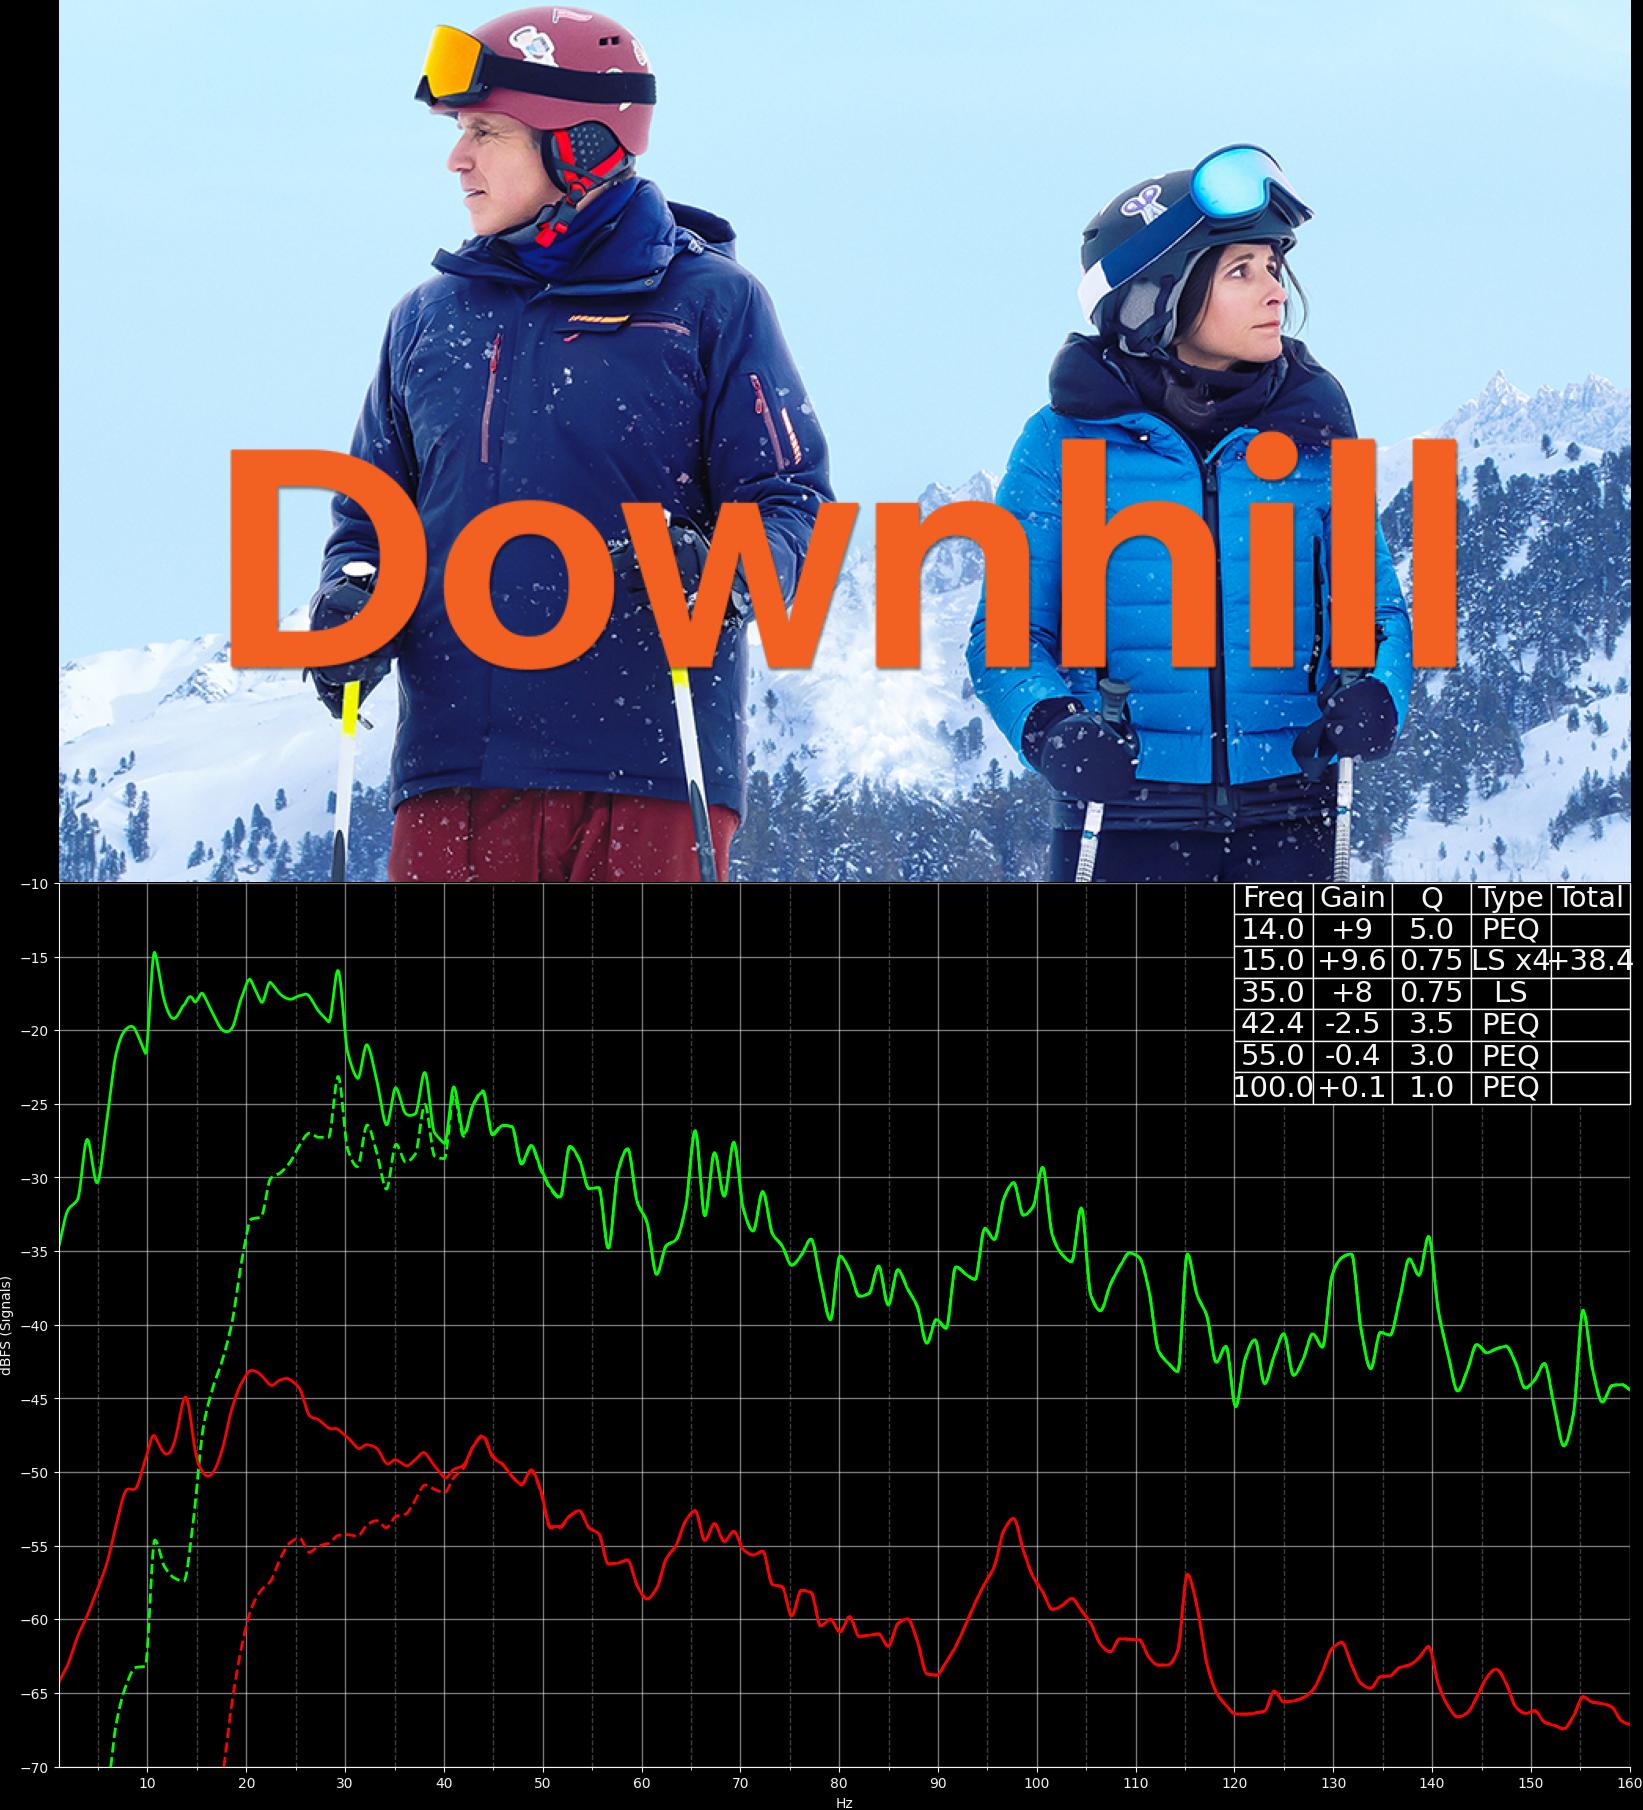 Downhill
Freq Gain Q Type Total
14.0 +9 5.0 PEQ
15.0 +9.6 0.75 LS x4 +38.4
35.0 +8 0.75 LS
42.4 -2.5 3.5 PEQ
55.0 -0.4 3.0 PEQ
100.0 +0.1 1.0 PEQ
−10
−15
−20
−25
−30
−35
−40
−45
−50
−55
−60
−65
−70
dBFS (Signals)
10 20 30 40 50 60 70 80 90 100 110 120 130 140 150 160
Hz